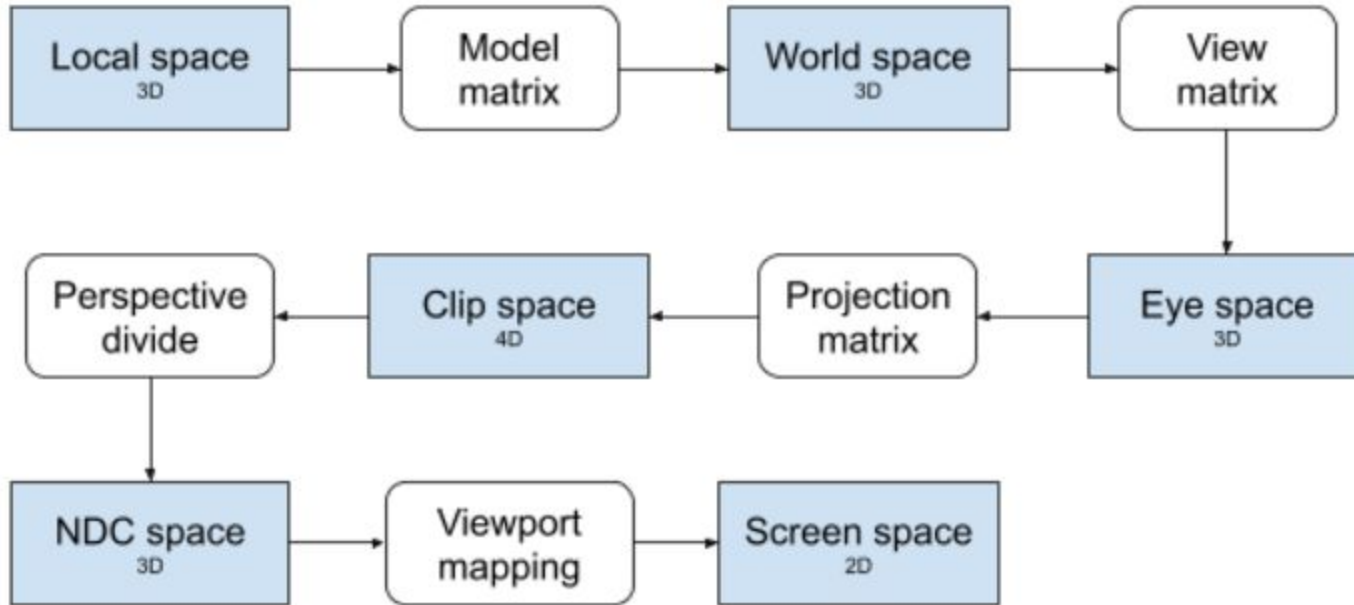 Local space
3D
Model
matrix
World space
3D
View
matrix
Eye space
3D
Projection
matrix
Clip space
4D
Perspective
divide
NDC space
3D
Viewport
mapping
Screen space
2D